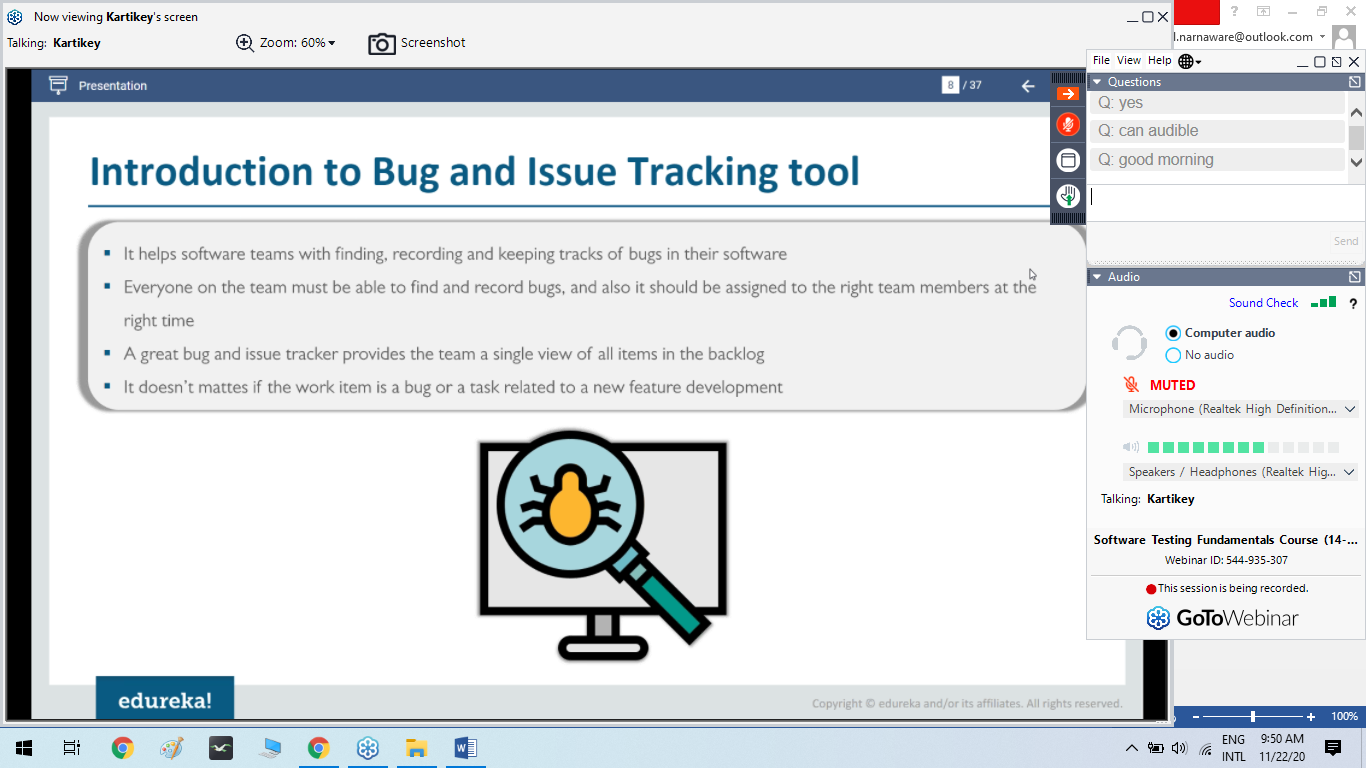 Now viewing Kartikey's screen
Talking: Kartikey
Zoom: 60%
Screenshot
Presentation
8 / 37
Introduction to Bug and Issue Tracking tool
It helps software teams with finding, recording and keeping tracks of bugs in their software
Everyone on the team must be able to find and record bugs, and also it should be assigned to the right team members at the
right time
A great bug and issue tracker provides the team a single view of all items in the backlog
It doesn't mattes if the work item is a bug or a task related to a new feature development
edureka!
Copyright © edureka and/or its affiliates. All rights reserved.
l.narnaware@outlook.com
File View Help
Questions
Q: yes
Q: can audible
Q: good morning
Send
Audio
Sound Check ?
Computer audio
No audio
MUTED
Microphone (Realtek High Definition...
Speakers / Headphones (Realtek Hig...
Talking: Kartikey
Software Testing Fundamentals Course (14-...
Webinar ID: 544-935-307
This session is being recorded.
GoToWebinar
100%
ENG
INTL
9:50 AM
11/22/20